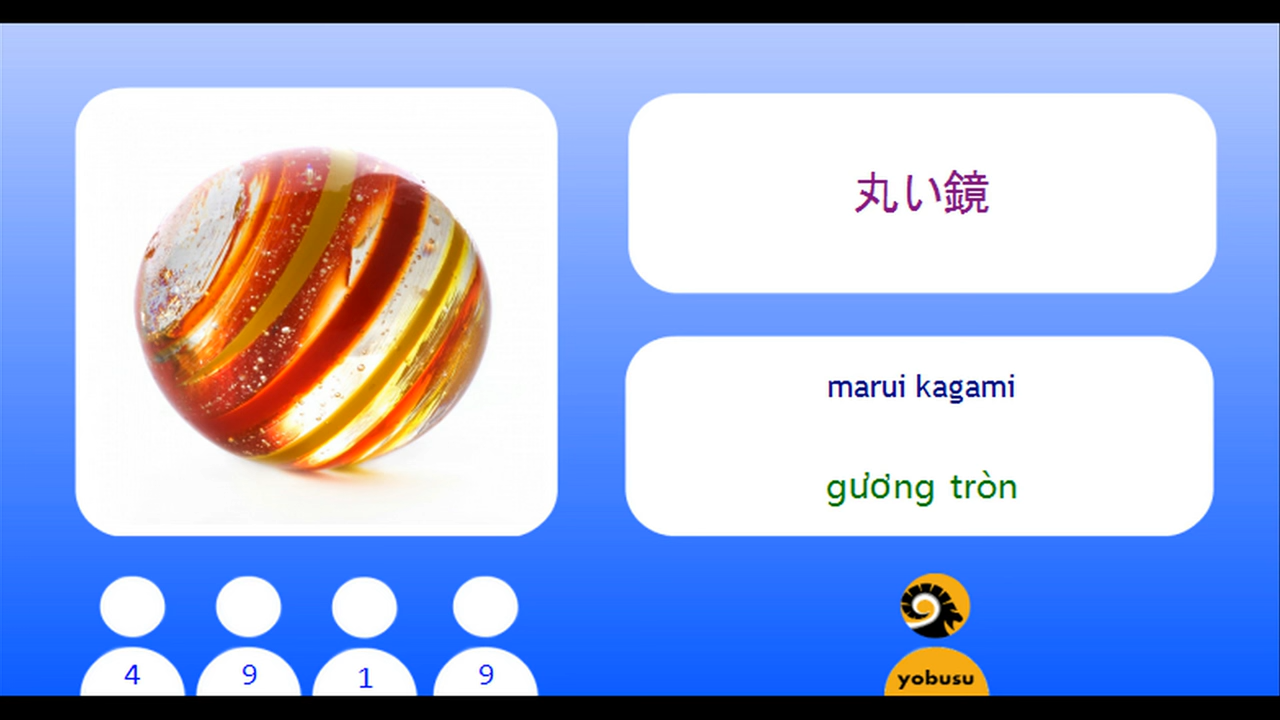 丸い鏡
marui kagami
gương tròn
4 9 1 9
yobusu